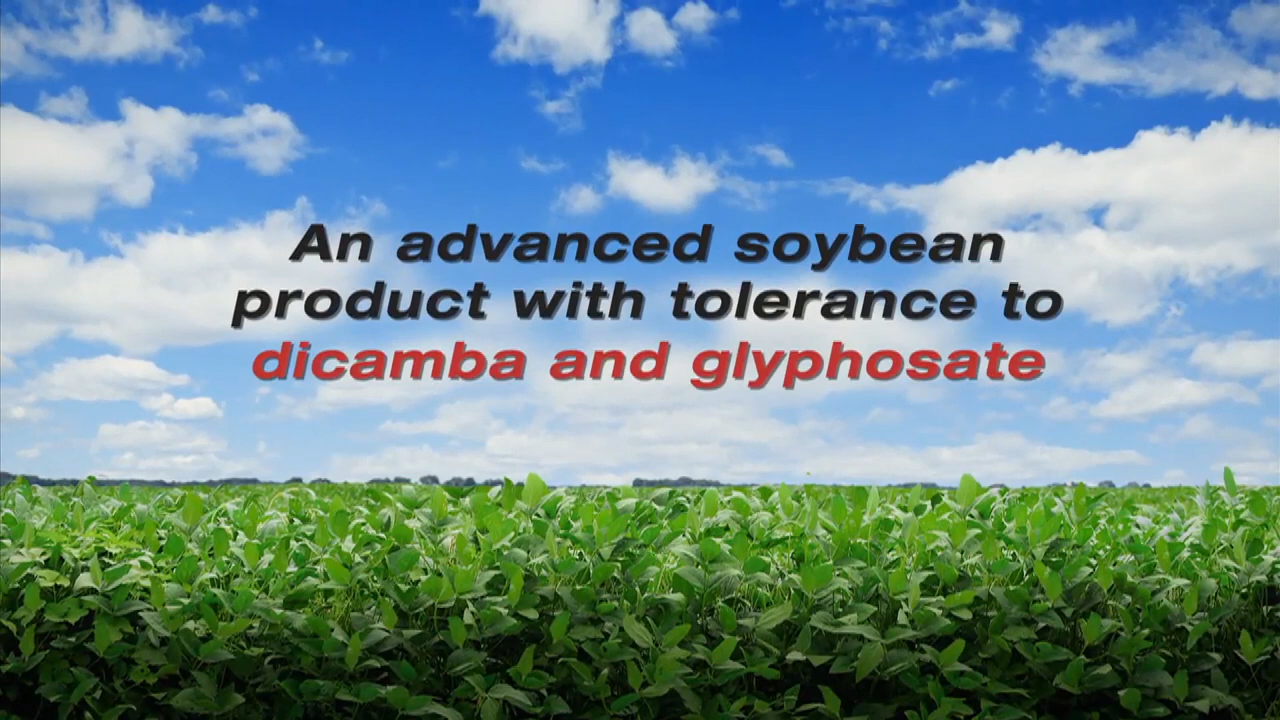 An advanced soybean
product with tolerance to
dicamba and glyphosate